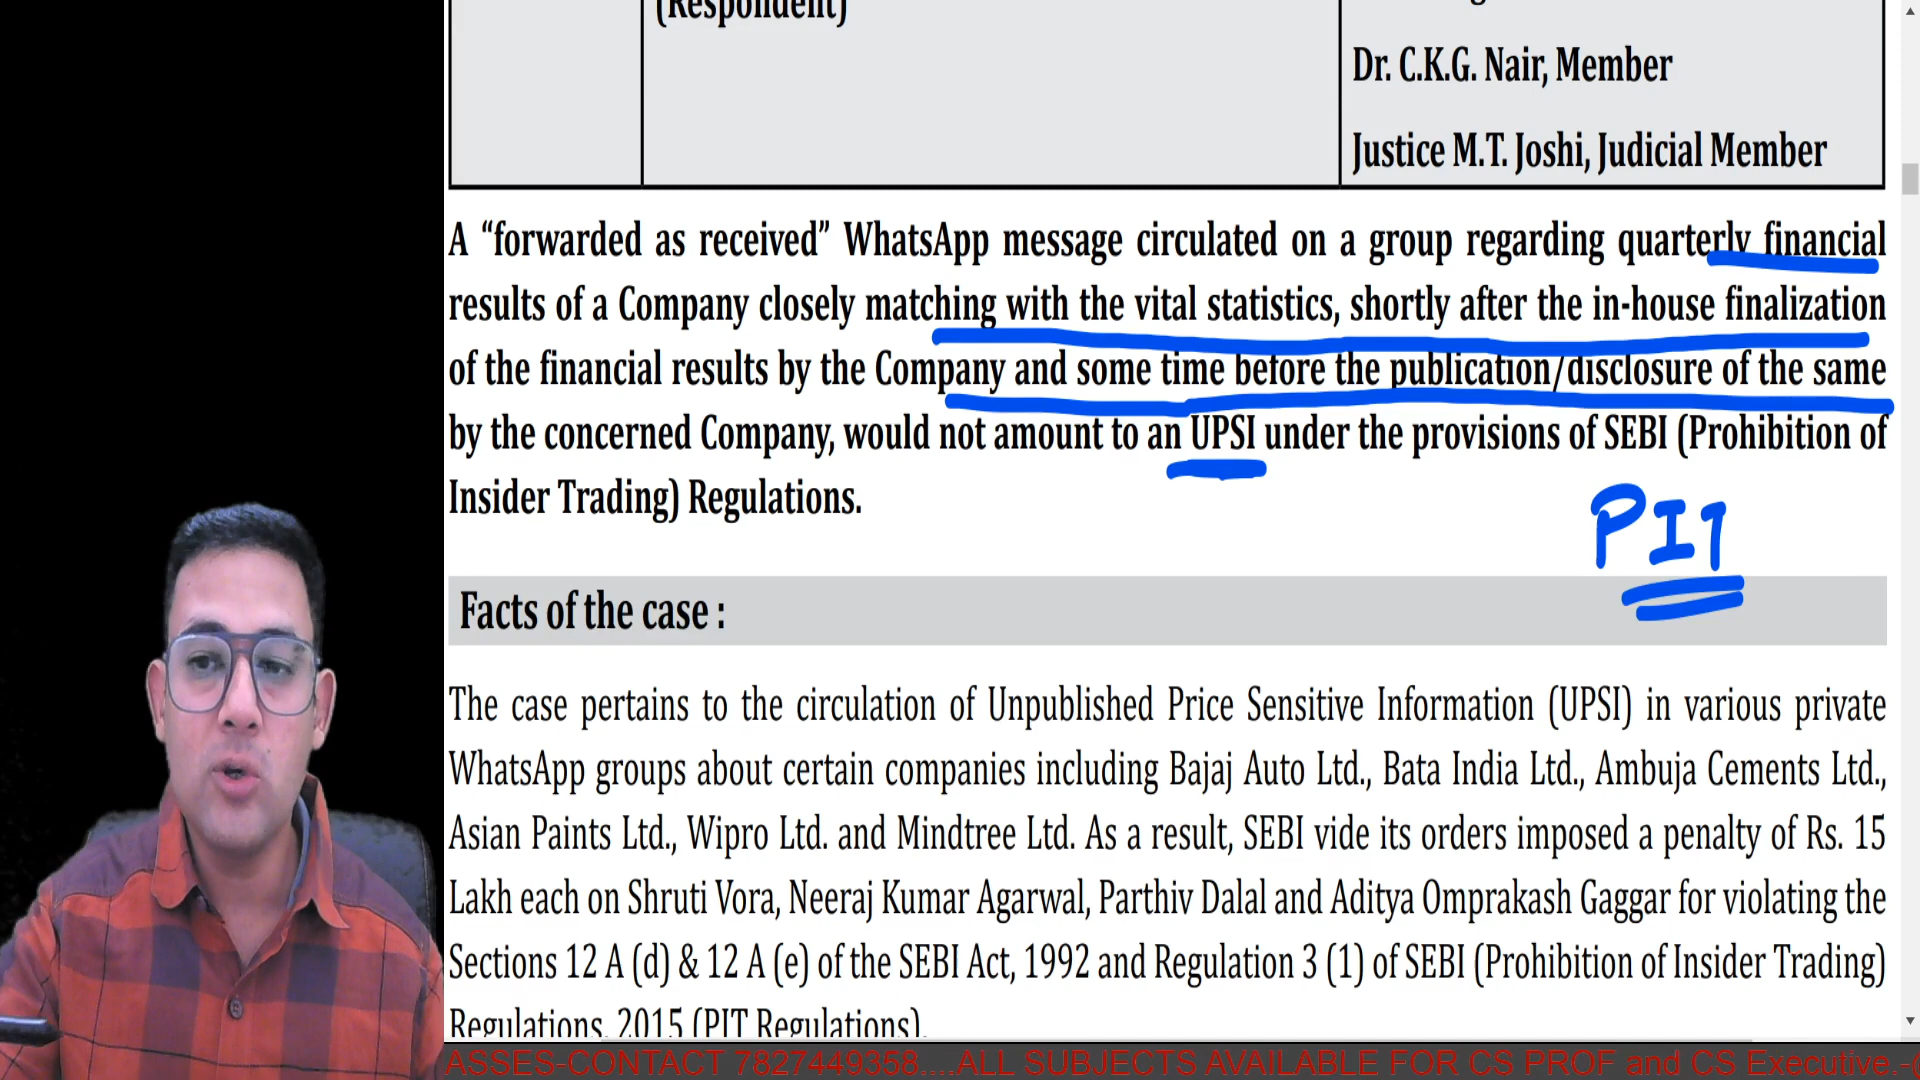 (Respondent)
Dr. C.K.G. Nair, Member
Justice M.T. Joshi, Judicial Member
A “forwarded as received” WhatsApp message circulated on a group regarding quarterly financial
results of a Company closely matching with the vital statistics, shortly after the in-house finalization
of the financial results by the Company and some time before the publication/disclosure of the same
by the concerned Company, would not amount to an UPSI under the provisions of SEBI (Prohibition of
Insider Trading) Regulations.
PIT
Facts of the case :
The case pertains to the circulation of Unpublished Price Sensitive Information (UPSI) in various private
WhatsApp groups about certain companies including Bajaj Auto Ltd., Bata India Ltd., Ambuja Cements Ltd.,
Asian Paints Ltd., Wipro Ltd. and Mindtree Ltd. As a result, SEBI vide its orders imposed a penalty of Rs. 15
Lakh each on Shruti Vora, Neeraj Kumar Agarwal, Parthiv Dalal and Aditya Omprakash Gaggar for violating the
Sections 12 A (d) & 12 A (e) of the SEBI Act, 1992 and Regulation 3 (1) of SEBI (Prohibition of Insider Trading)
Regulations, 2015 (PIT Regulations).
ASSES-CONTACT 7827449358....ALL SUBJECTS AVAILABLE FOR CS PROF and CS Executive.-(